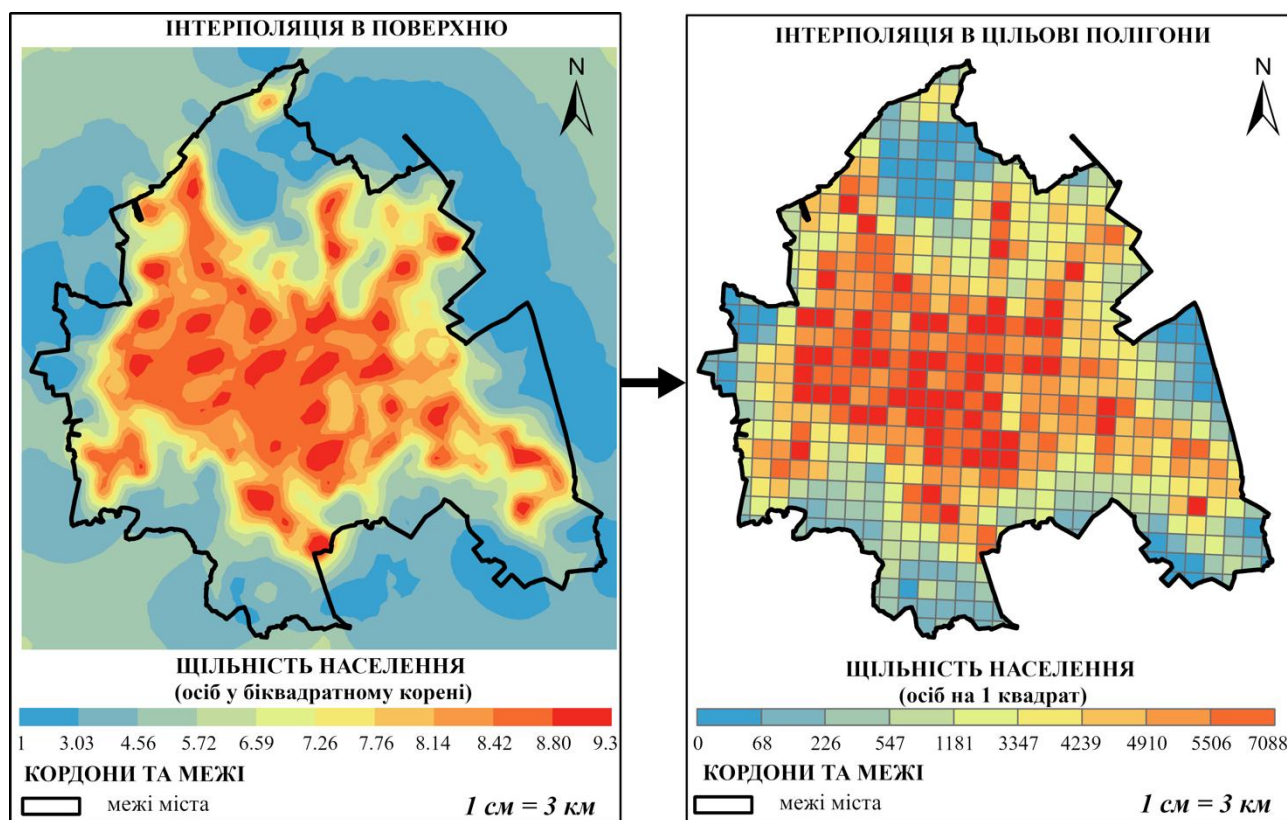 ІНТЕРПОЛЯЦІЯ В ПОВЕРХНЮ
N
ЩІЛЬНІСТЬ НАСЕЛЕННЯ
(осіб у біквадратному корені)
1 3.03 4.56 5.72 6.59 7.26 7.76 8.14 8.42 8.80 9.3
КОРДОНИ ТА МЕЖІ
межі міста
1 см = 3 км
ІНТЕРПОЛЯЦІЯ В ЦІЛЬОВІ ПОЛІГОНИ
N
ЩІЛЬНІСТЬ НАСЕЛЕННЯ
(осіб на 1 квадрат)
0 68 226 547 1181 3347 4239 4910 5506 7088
КОРДОНИ ТА МЕЖІ
межі міста
1 см = 3 км